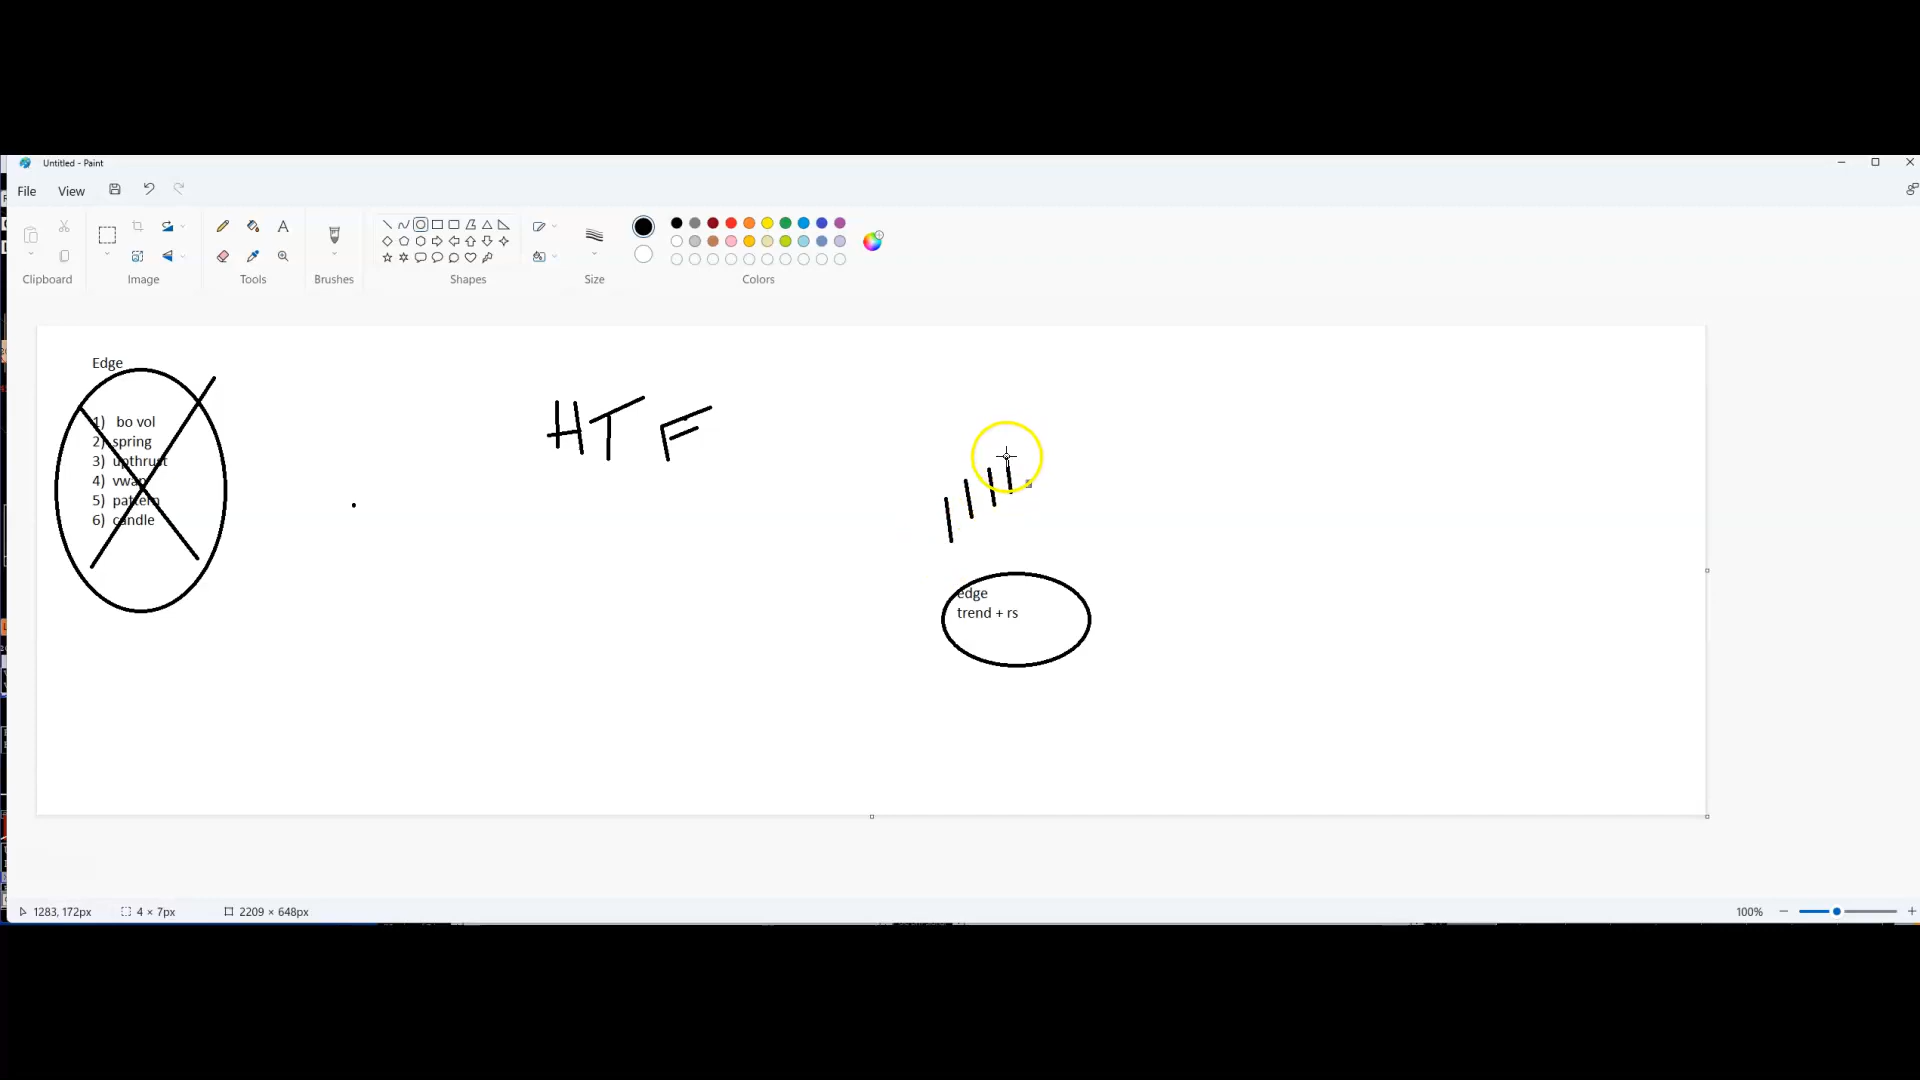 Untitled - Paint
File View
Clipboard Image Tools Brushes Shapes Size Colors
Edge
1) bo vol
2) spring
3) upthrust
4) vwap
5) pattern
6) candle
HTF
edge
trend + rs
1283, 172px 4 × 7px 2209 × 648px 100%